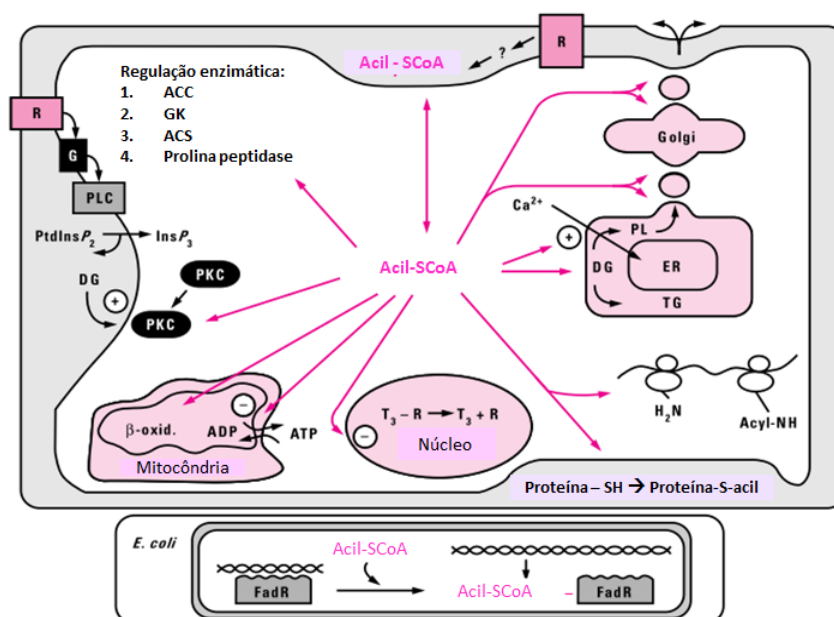 Acil - SCoA
?
R
Regulação enzimática:
1. ACC
2. GK
3. ACS
4. Prolina peptidase
R
G
PLC
PtdInsP₂
InsP₃
DG
+
PKC
PKC
Golgi
Ca²⁺
+
PL
DG
ER
TG
Acil-SCoA
β-oxid.
−
ADP
ATP
Mitocôndria
T₃ – R → T₃ + R
−
Núcleo
H₂N
Acyl-NH
Proteína – SH → Proteína-S-acil
E. coli
Acil-SCoA
FadR
Acil-SCoA – FadR